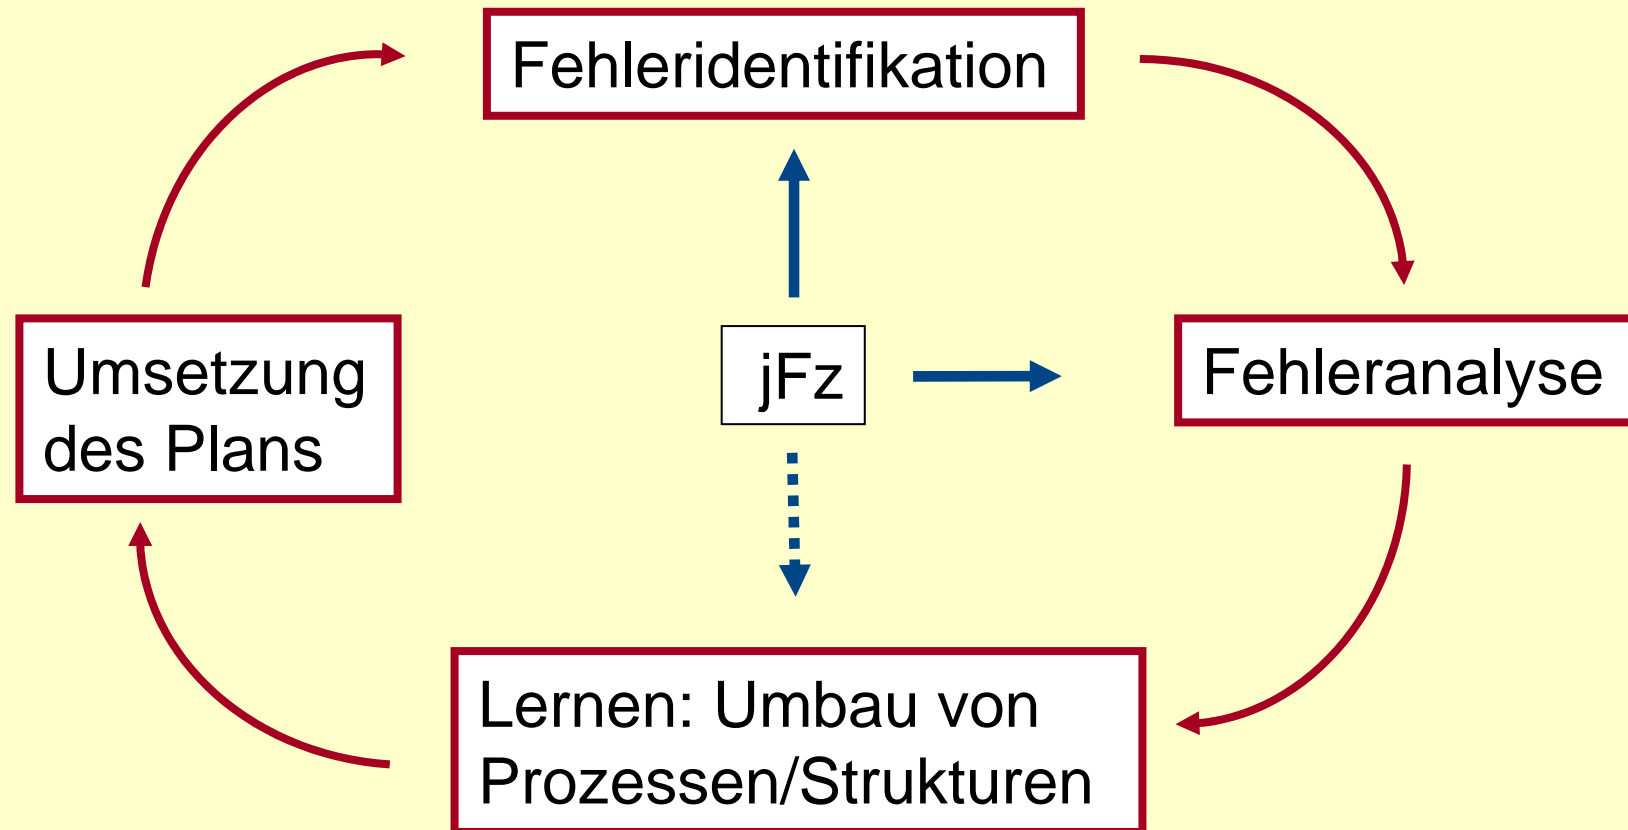 Fehleridentifikation
Umsetzung
des Plans
jFz
Fehleranalyse
Lernen: Umbau von
Prozessen/Strukturen